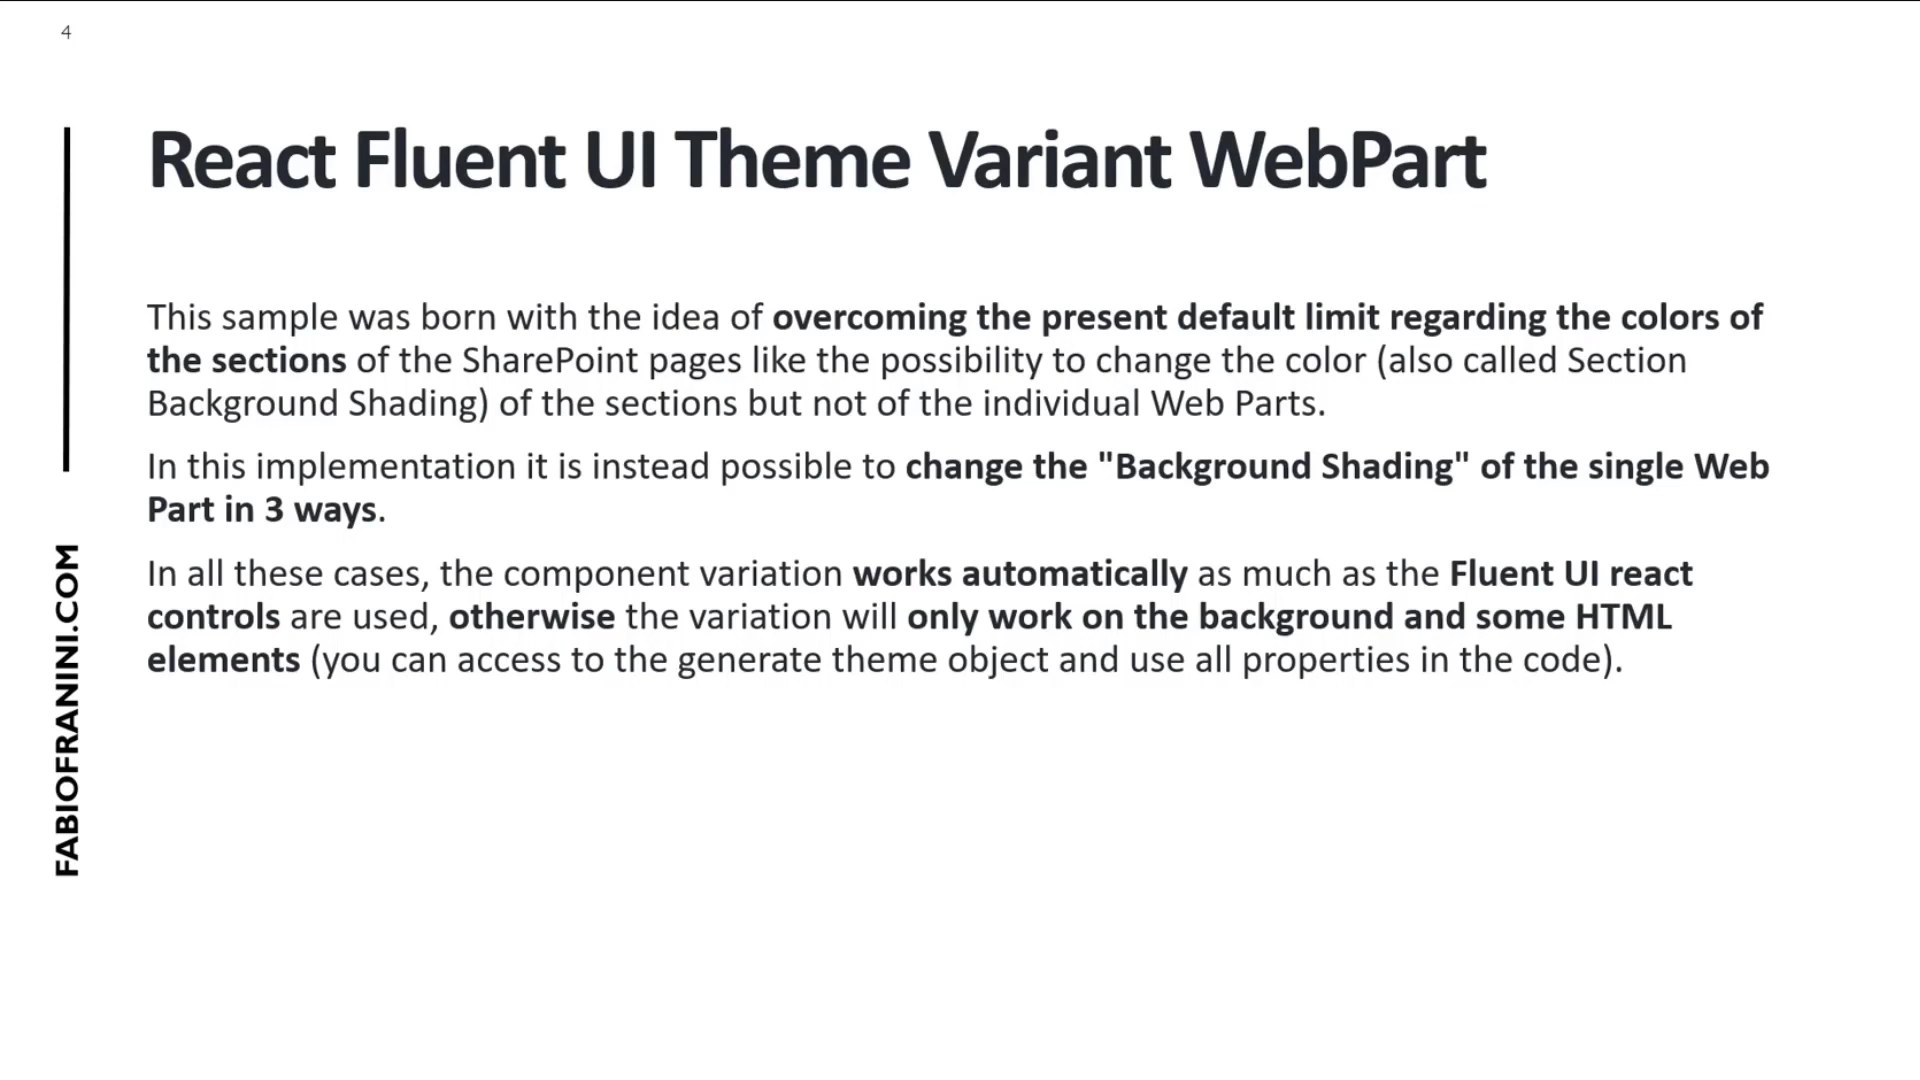 4
React Fluent UI Theme Variant WebPart
This sample was born with the idea of overcoming the present default limit regarding the colors of
the sections of the SharePoint pages like the possibility to change the color (also called Section
Background Shading) of the sections but not of the individual Web Parts.
In this implementation it is instead possible to change the "Background Shading" of the single Web
Part in 3 ways.
In all these cases, the component variation works automatically as much as the Fluent UI react
controls are used, otherwise the variation will only work on the background and some HTML
elements (you can access to the generate theme object and use all properties in the code).
FABIOFRANINI.COM